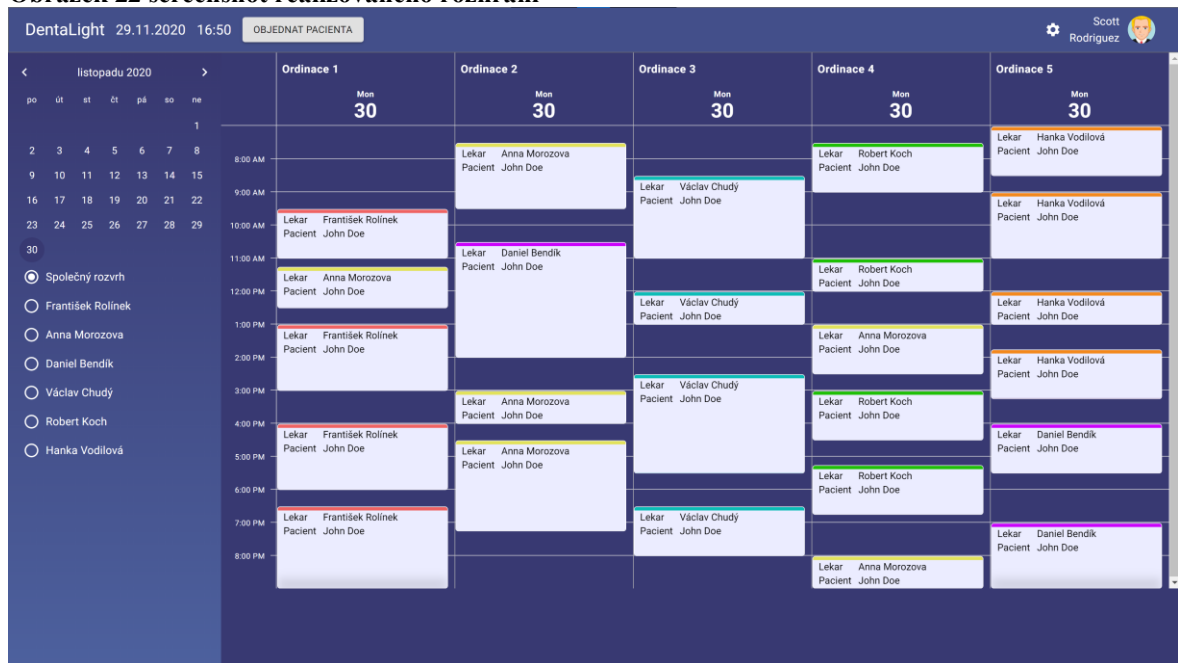 Obrázek 22 screenshot realizovaného rozhraní
DentaLight 29.11.2020 16:50 OBJEDNAT PACIENTA
Scott
Rodriguez
listopadu 2020
po út st čt pá so ne
1
2 3 4 5 6 7 8
9 10 11 12 13 14 15
16 17 18 19 20 21 22
23 24 25 26 27 28 29
30
Společný rozvrh
František Rolínek
Anna Morozova
Daniel Bendík
Václav Chudý
Robert Koch
Hanka Vodilová
8:00 AM
9:00 AM
10:00 AM
11:00 AM
12:00 PM
1:00 PM
2:00 PM
3:00 PM
4:00 PM
5:00 PM
6:00 PM
7:00 PM
8:00 PM
Ordinace 1
Mon
30
Lekar František Rolínek
Pacient John Doe
Lekar Anna Morozova
Pacient John Doe
Lekar František Rolínek
Pacient John Doe
Lekar František Rolínek
Pacient John Doe
Lekar František Rolínek
Pacient John Doe
Ordinace 2
Mon
30
Lekar Anna Morozova
Pacient John Doe
Lekar Daniel Bendík
Pacient John Doe
Lekar Anna Morozova
Pacient John Doe
Lekar Anna Morozova
Pacient John Doe
Ordinace 3
Mon
30
Lekar Václav Chudý
Pacient John Doe
Lekar Václav Chudý
Pacient John Doe
Lekar Václav Chudý
Pacient John Doe
Lekar Václav Chudý
Pacient John Doe
Ordinace 4
Mon
30
Lekar Robert Koch
Pacient John Doe
Lekar Robert Koch
Pacient John Doe
Lekar Anna Morozova
Pacient John Doe
Lekar Robert Koch
Pacient John Doe
Lekar Robert Koch
Pacient John Doe
Lekar Anna Morozova
Pacient John Doe
Ordinace 5
Mon
30
Lekar Hanka Vodilová
Pacient John Doe
Lekar Hanka Vodilová
Pacient John Doe
Lekar Hanka Vodilová
Pacient John Doe
Lekar Hanka Vodilová
Pacient John Doe
Lekar Daniel Bendík
Pacient John Doe
Lekar Daniel Bendík
Pacient John Doe